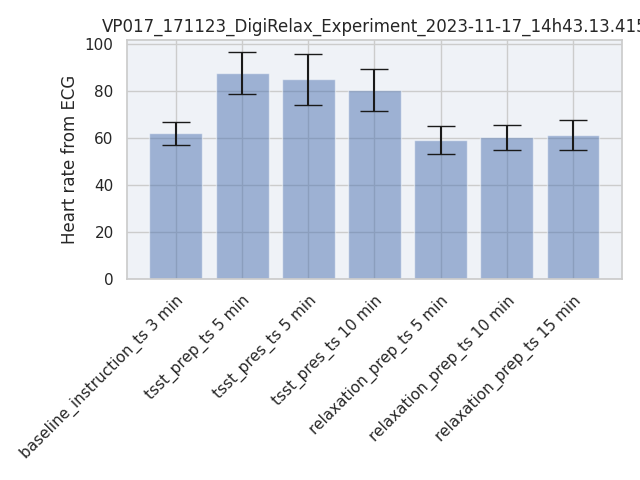 VP017_171123_DigiRelax_Experiment_2023-11-17_14h43.13.415
Heart rate from ECG
100
80
60
40
20
0
baseline_instruction_ts 3 min
tsst_prep_ts 5 min
tsst_pres_ts 5 min
tsst_pres_ts 10 min
relaxation_prep_ts 5 min
relaxation_prep_ts 10 min
relaxation_prep_ts 15 min